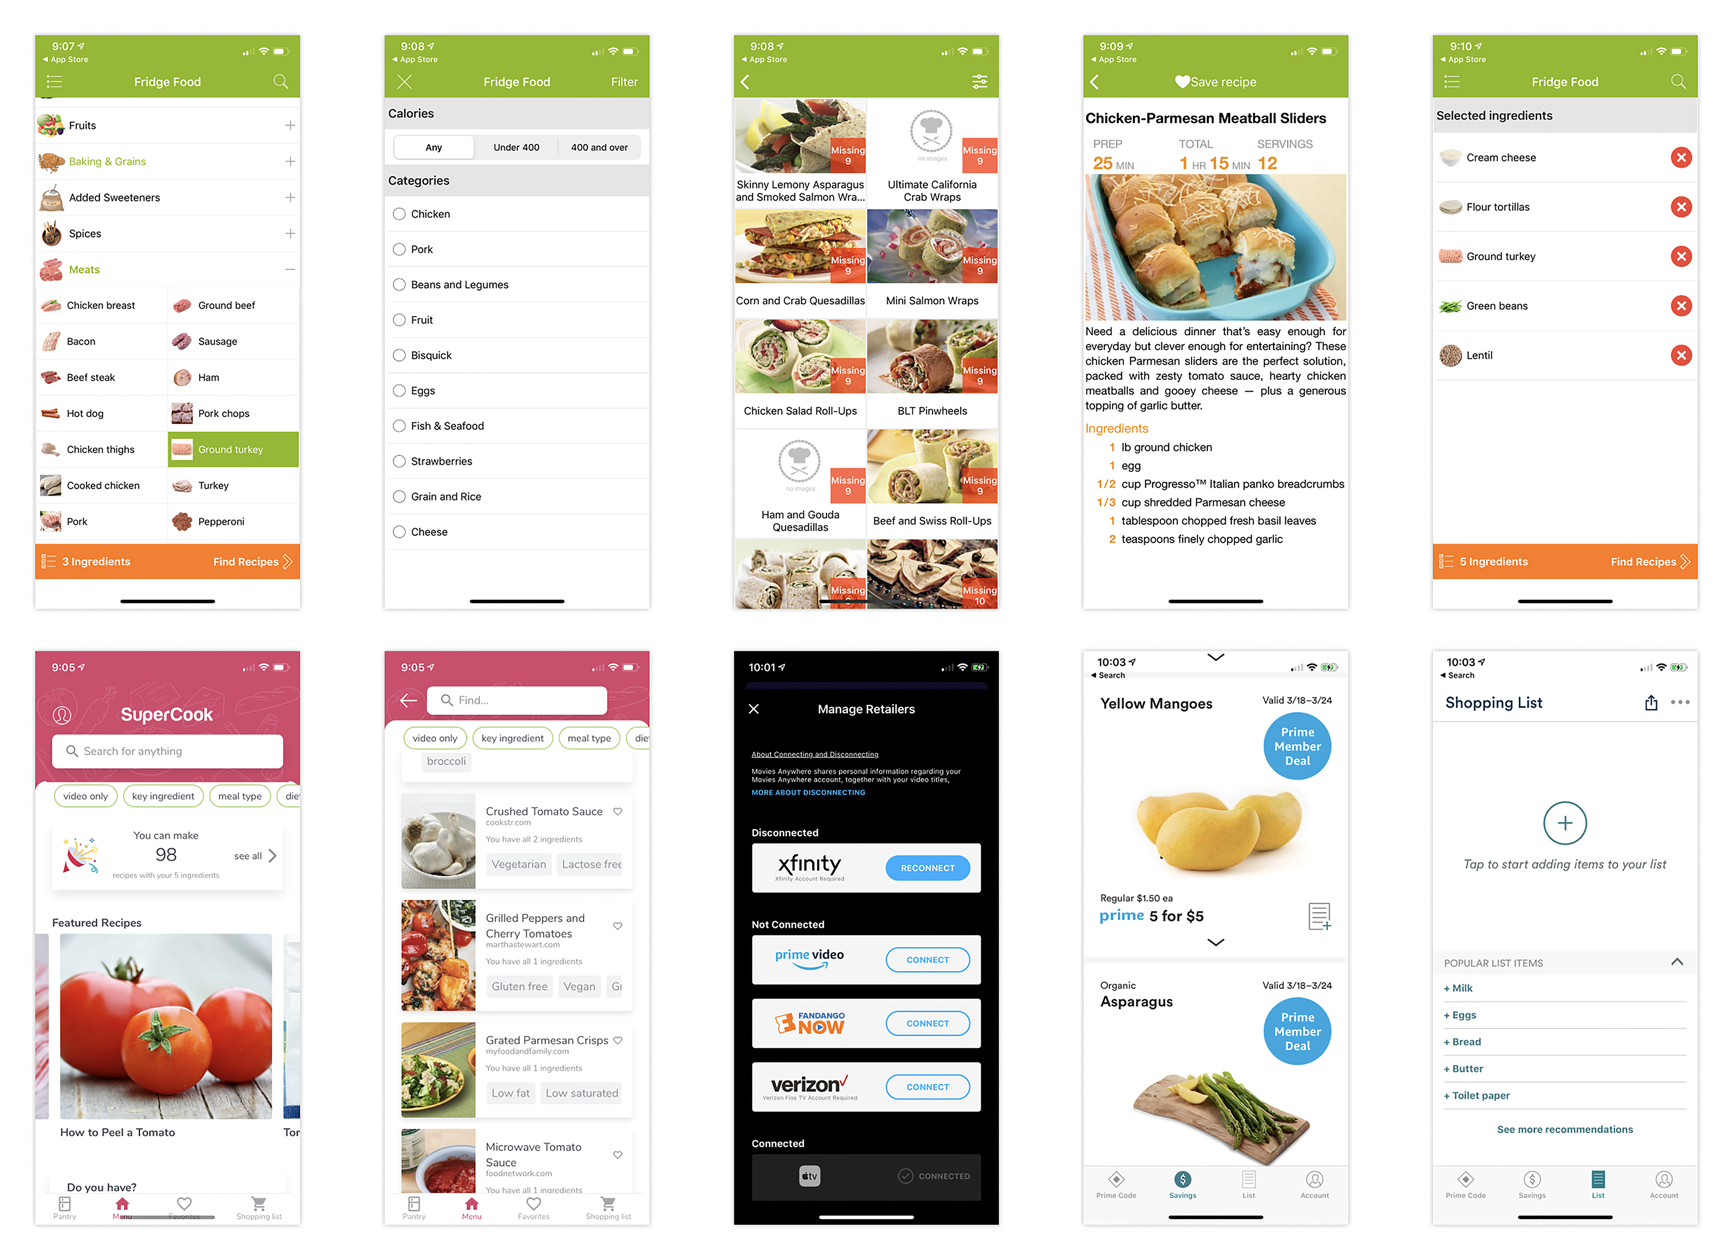 9:07
App Store
Fridge Food
Fruits
Baking & Grains
Added Sweeteners
Spices
Meats
Chicken breast
Ground beef
Bacon
Sausage
Beef steak
Ham
Hot dog
Pork chops
Chicken thighs
Ground turkey
Cooked chicken
Turkey
Pork
Pepperoni
3 Ingredients
Find Recipes
9:08
App Store
Fridge Food
Filter
Calories
Any
Under 400
400 and over
Categories
Chicken
Pork
Beans and Legumes
Fruit
Bisquick
Eggs
Fish & Seafood
Strawberries
Grain and Rice
Cheese
9:08
App Store
Missing
9
no images
Missing
9
Skinny Lemony Asparagus
and Smoked Salmon Wra...
Ultimate California
Crab Wraps
Missing
9
Missing
9
Corn and Crab Quesadillas
Mini Salmon Wraps
Missing
9
Missing
9
Chicken Salad Roll-Ups
BLT Pinwheels
no images
Missing
9
Missing
9
Ham and Gouda
Quesadillas
Beef and Swiss Roll-Ups
Missing
Missing
10
9:09
App Store
Save recipe
Chicken-Parmesan Meatball Sliders
PREP
TOTAL
SERVINGS
25 MIN
1 HR 15 MIN
12
Need a delicious dinner that's easy enough for
everyday but clever enough for entertaining? These
chicken Parmesan sliders are the perfect solution,
packed with zesty tomato sauce, hearty chicken
meatballs and gooey cheese — plus a generous
topping of garlic butter.
Ingredients
1 lb ground chicken
1 egg
1/2 cup Progresso™ Italian panko breadcrumbs
1/3 cup shredded Parmesan cheese
1 tablespoon chopped fresh basil leaves
2 teaspoons finely chopped garlic
9:10
App Store
Fridge Food
Selected ingredients
Cream cheese
Flour tortillas
Ground turkey
Green beans
Lentil
5 Ingredients
Find Recipes
9:05
SuperCook
Search for anything
video only
key ingredient
meal type
die
You can make
98
see all
recipes with your 5 ingredients
Featured Recipes
How to Peel a Tomato
Tor
Do you have?
Pantry
Menu
Favorites
Shopping list
9:05
Find...
video only
key ingredient
meal type
die
broccoli
Crushed Tomato Sauce
cookstr.com
You have all 2 ingredients
Vegetarian
Lactose free
Grilled Peppers and
Cherry Tomatoes
marthastewart.com
You have all 1 ingredients
Gluten free
Vegan
Gr
Grated Parmesan Crisps
myfoodandfamily.com
You have all 1 ingredients
Low fat
Low saturated
Microwave Tomato
Sauce
foodnetwork.com
You have all 1 ingredients
Pantry
Menu
Favorites
Shopping list
10:01
Manage Retailers
About Connecting and Disconnecting
Movies Anywhere shares personal information regarding your
Movies Anywhere account, together with your video titles,
MORE ABOUT DISCONNECTING
Disconnected
xfinity
Xfinity Account Required
RECONNECT
Not Connected
prime video
CONNECT
FANDANGO
NOW
CONNECT
verizon
Verizon Fios TV Account Required
CONNECT
Connected
tv
CONNECTED
10:03
Search
Yellow Mangoes
Valid 3/18–3/24
Prime
Member
Deal
Regular $1.50 ea
prime 5 for $5
Organic
Asparagus
Valid 3/18–3/24
Prime
Member
Deal
Prime Code
Savings
List
Account
10:03
Search
Shopping List
Tap to start adding items to your list
POPULAR LIST ITEMS
+ Milk
+ Eggs
+ Bread
+ Butter
+ Toilet paper
See more recommendations
Prime Code
Savings
List
Account